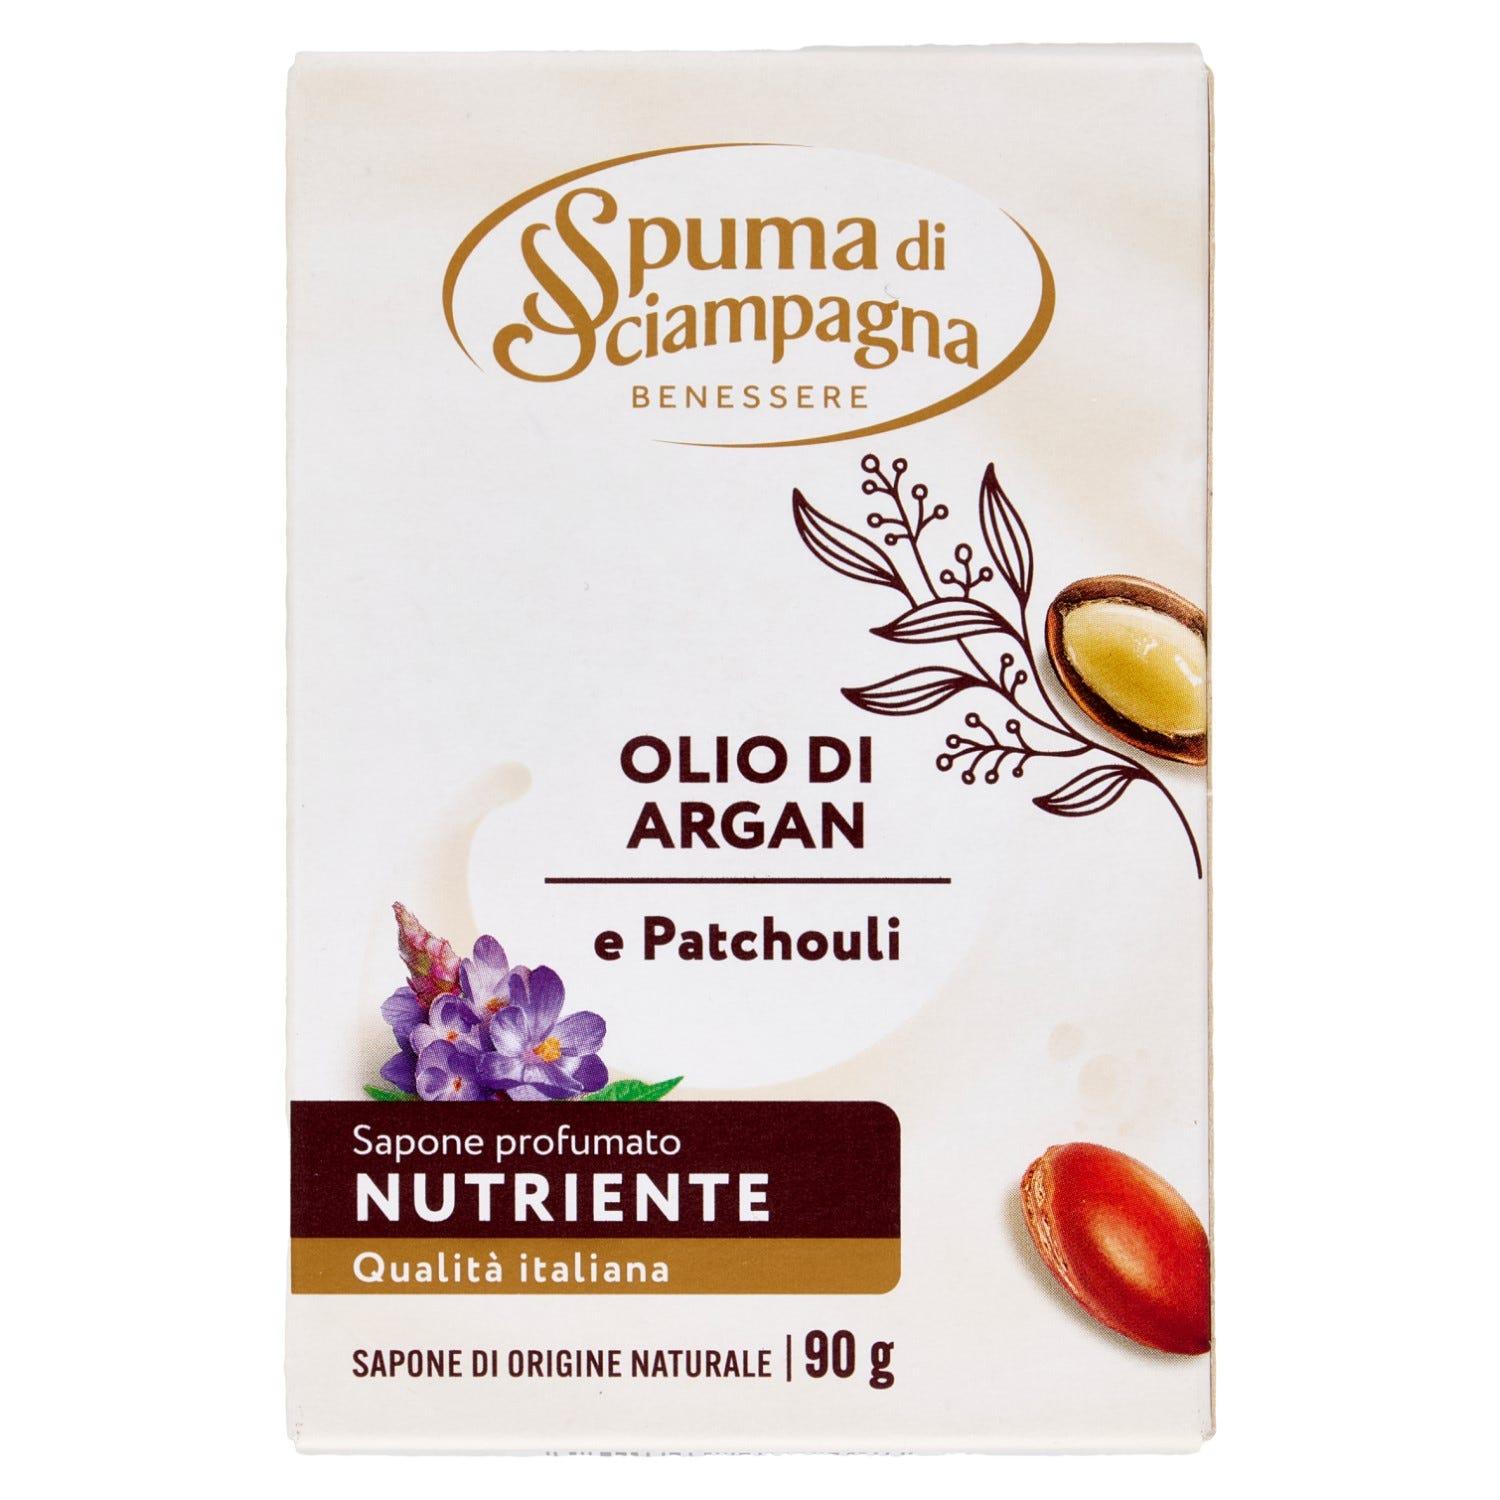 Spuma di
Sciampagna
BENESSERE
OLIO DI
ARGAN
e Patchouli
Sapone profumato
NUTRIENTE
Qualità italiana
SAPONE DI ORIGINE NATURALE | 90 g